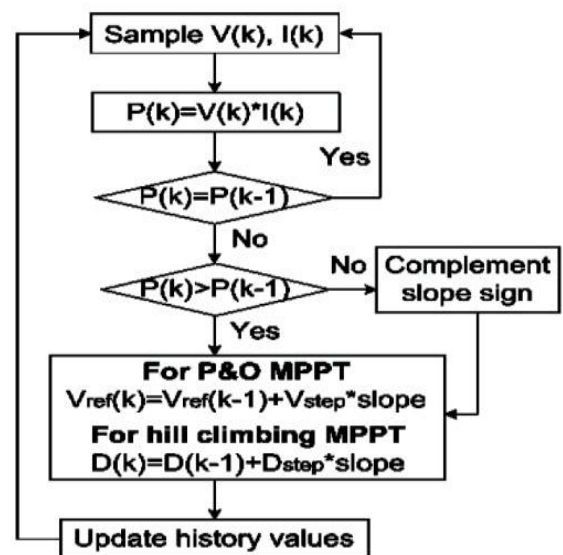 Sample V(k), I(k)
P(k)=V(k)*I(k)
Yes
P(k)=P(k-1)
No
P(k)>P(k-1)
No
Complement
slope sign
Yes
For P&O MPPT
Vref(k)=Vref(k-1)+Vstep*slope
For hill climbing MPPT
D(k)=D(k-1)+Dstep*slope
Update history values